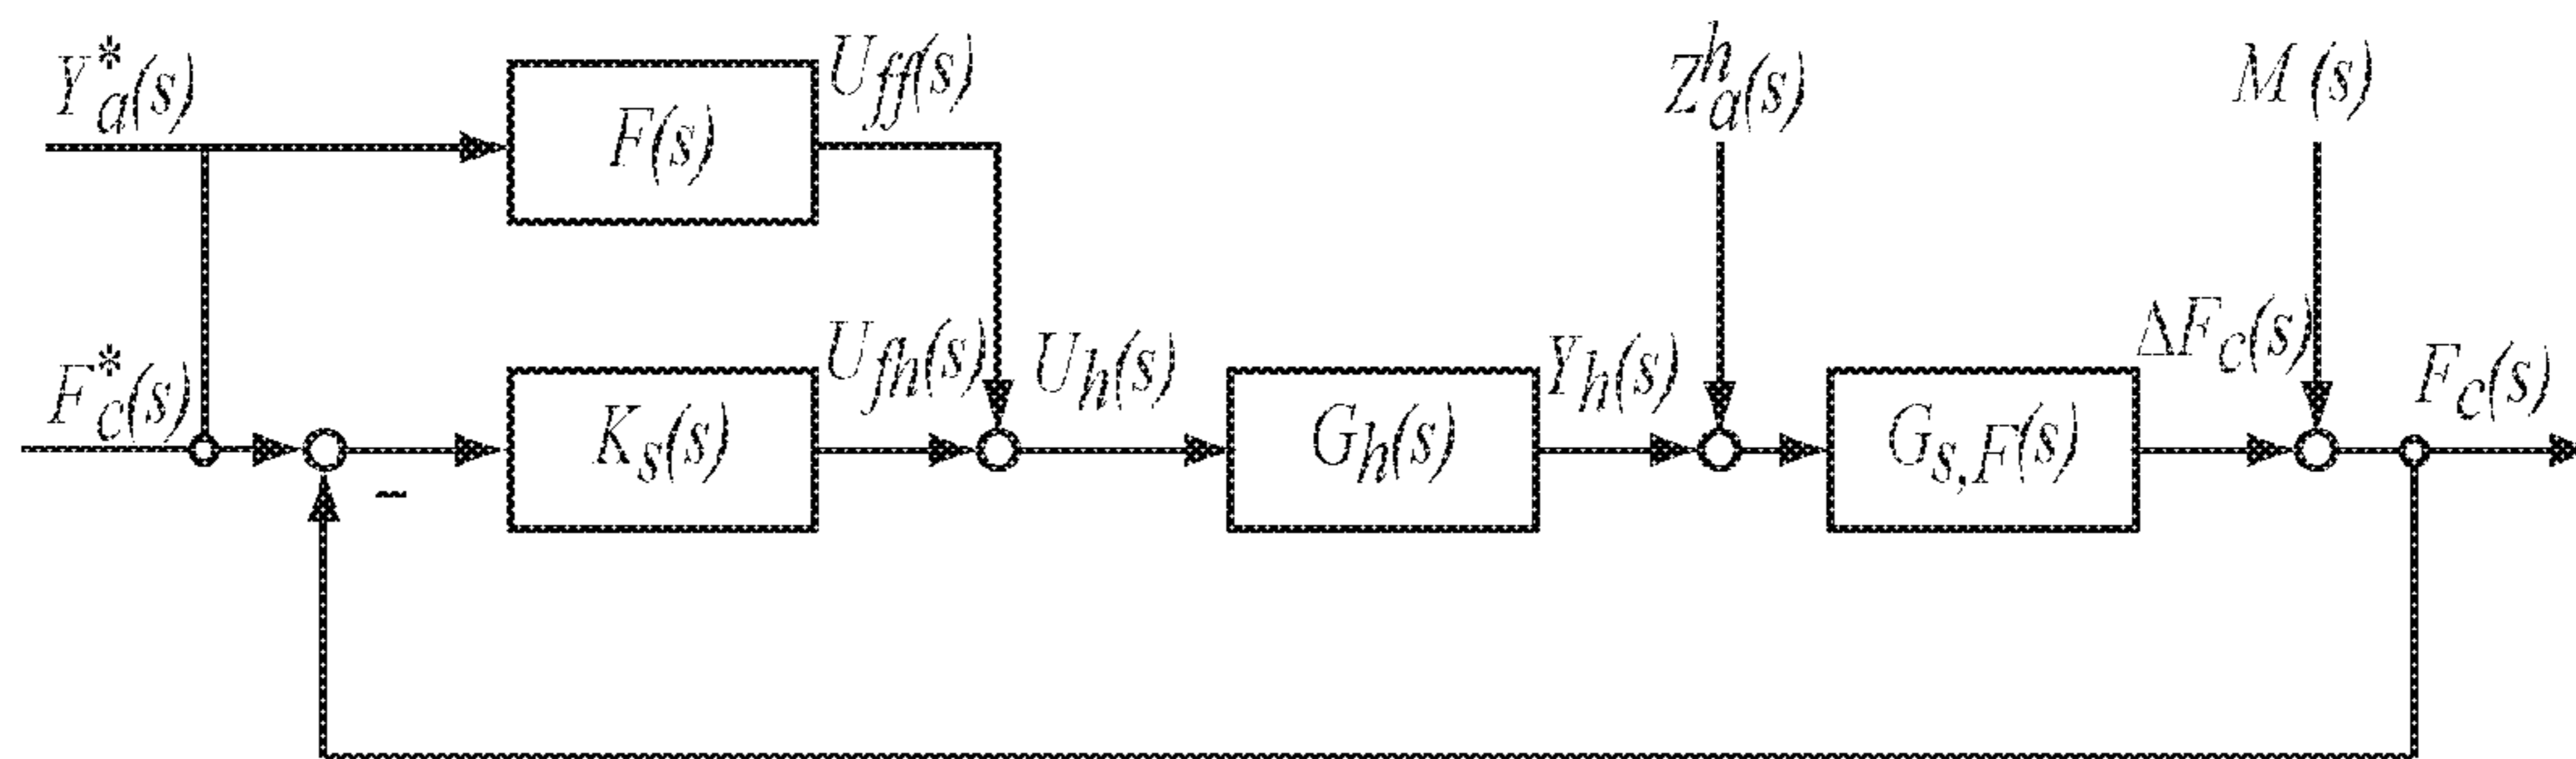 Y*a(s)
F(s)
Uff(s)
Zha(s)
M(s)
F*c(s)
Ks(s)
Ufh(s)
Uh(s)
Gh(s)
Yh(s)
Gs,F(s)
ΔFc(s)
Fc(s)
−